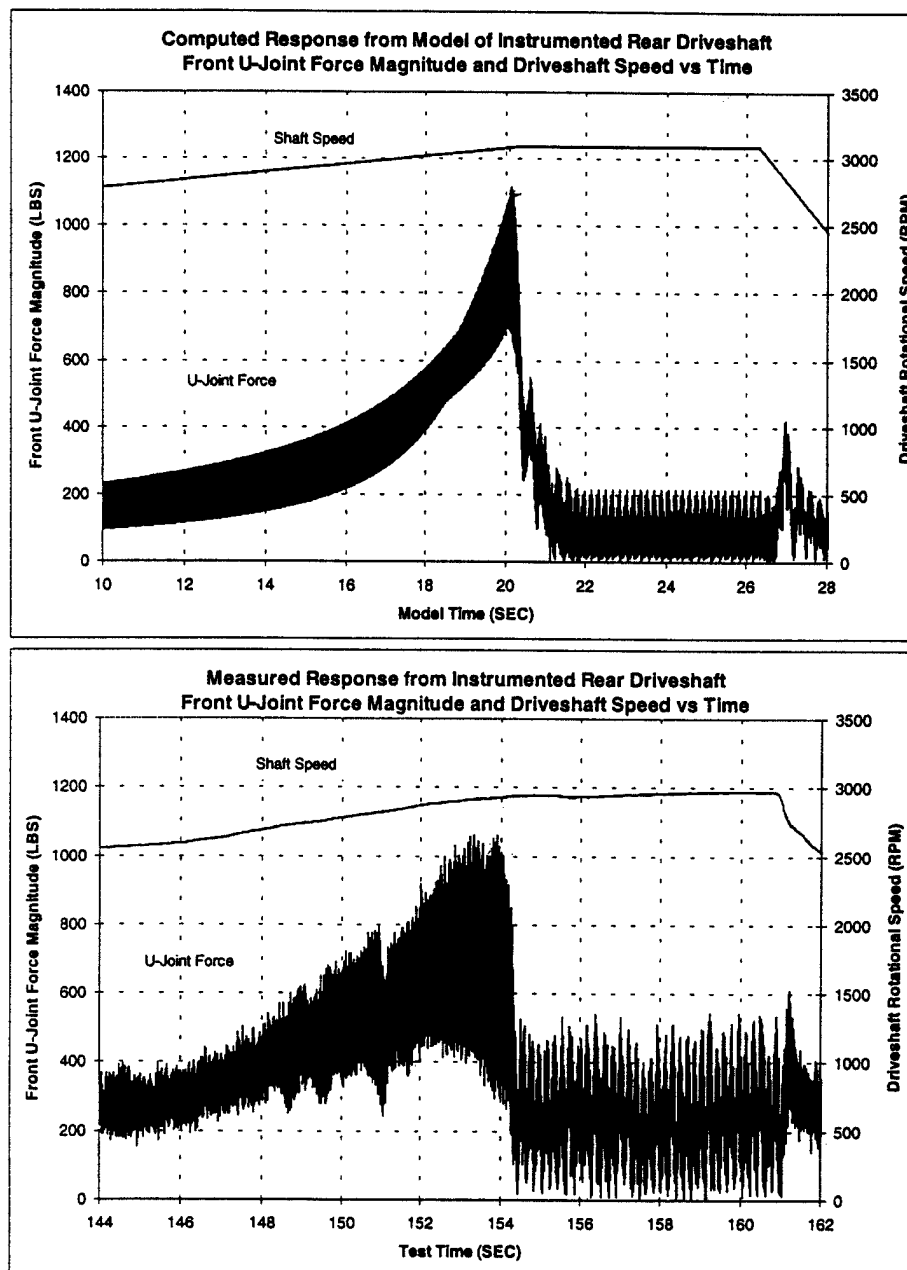 Computed Response from Model of Instrumented Rear Driveshaft
Front U-Joint Force Magnitude and Driveshaft Speed vs Time
1400
1200
1000
800
600
400
200
0
Front U-Joint Force Magnitude (LBS)
Shaft Speed
U-Joint Force
3500
3000
2500
2000
1500
1000
500
0
Driveshaft Rotational Speed (RPM)
10 12 14 16 18 20 22 24 26 28
Model Time (SEC)
Measured Response from Instrumented Rear Driveshaft
Front U-Joint Force Magnitude and Driveshaft Speed vs Time
1400
1200
1000
800
600
400
200
0
Front U-Joint Force Magnitude (LBS)
Shaft Speed
U-Joint Force
3500
3000
2500
2000
1500
1000
500
0
Driveshaft Rotational Speed (RPM)
144 146 148 150 152 154 156 158 160 162
Test Time (SEC)